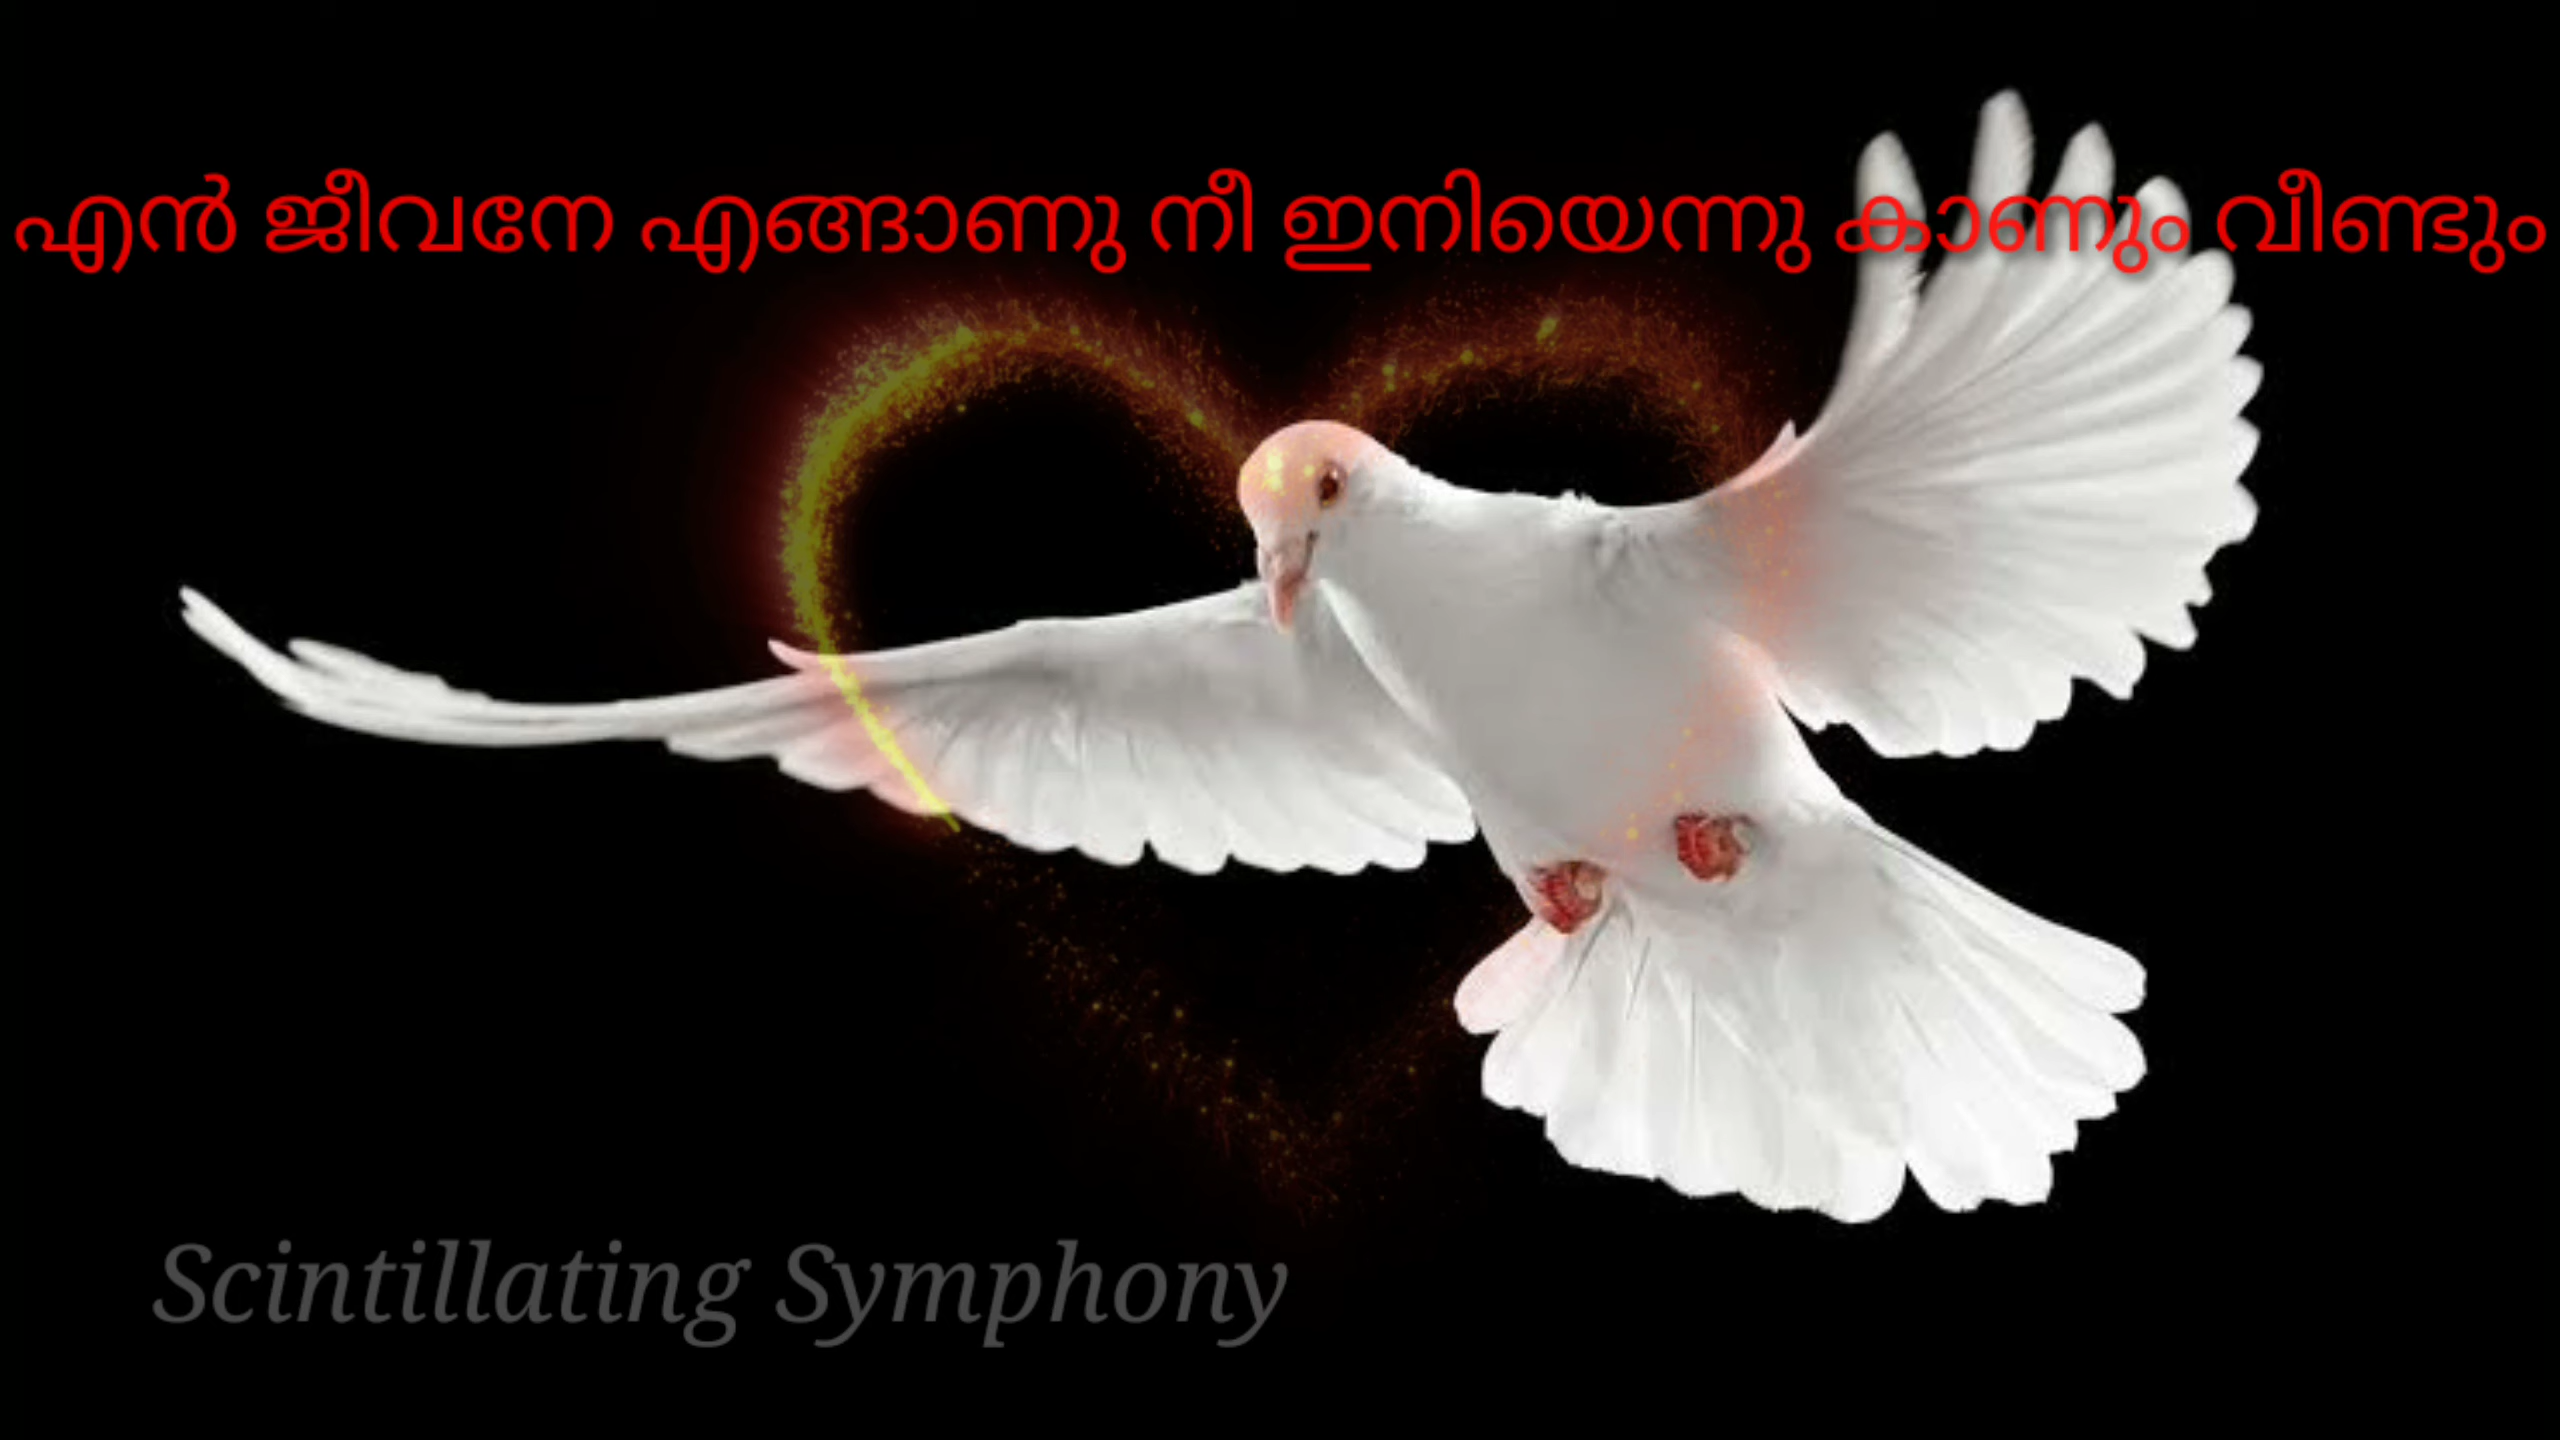 എൻ ജീവനേ എങ്ങാണു നീ ഇനിയെന്നു കാണും വീണ്ടും
Scintillating Symphony